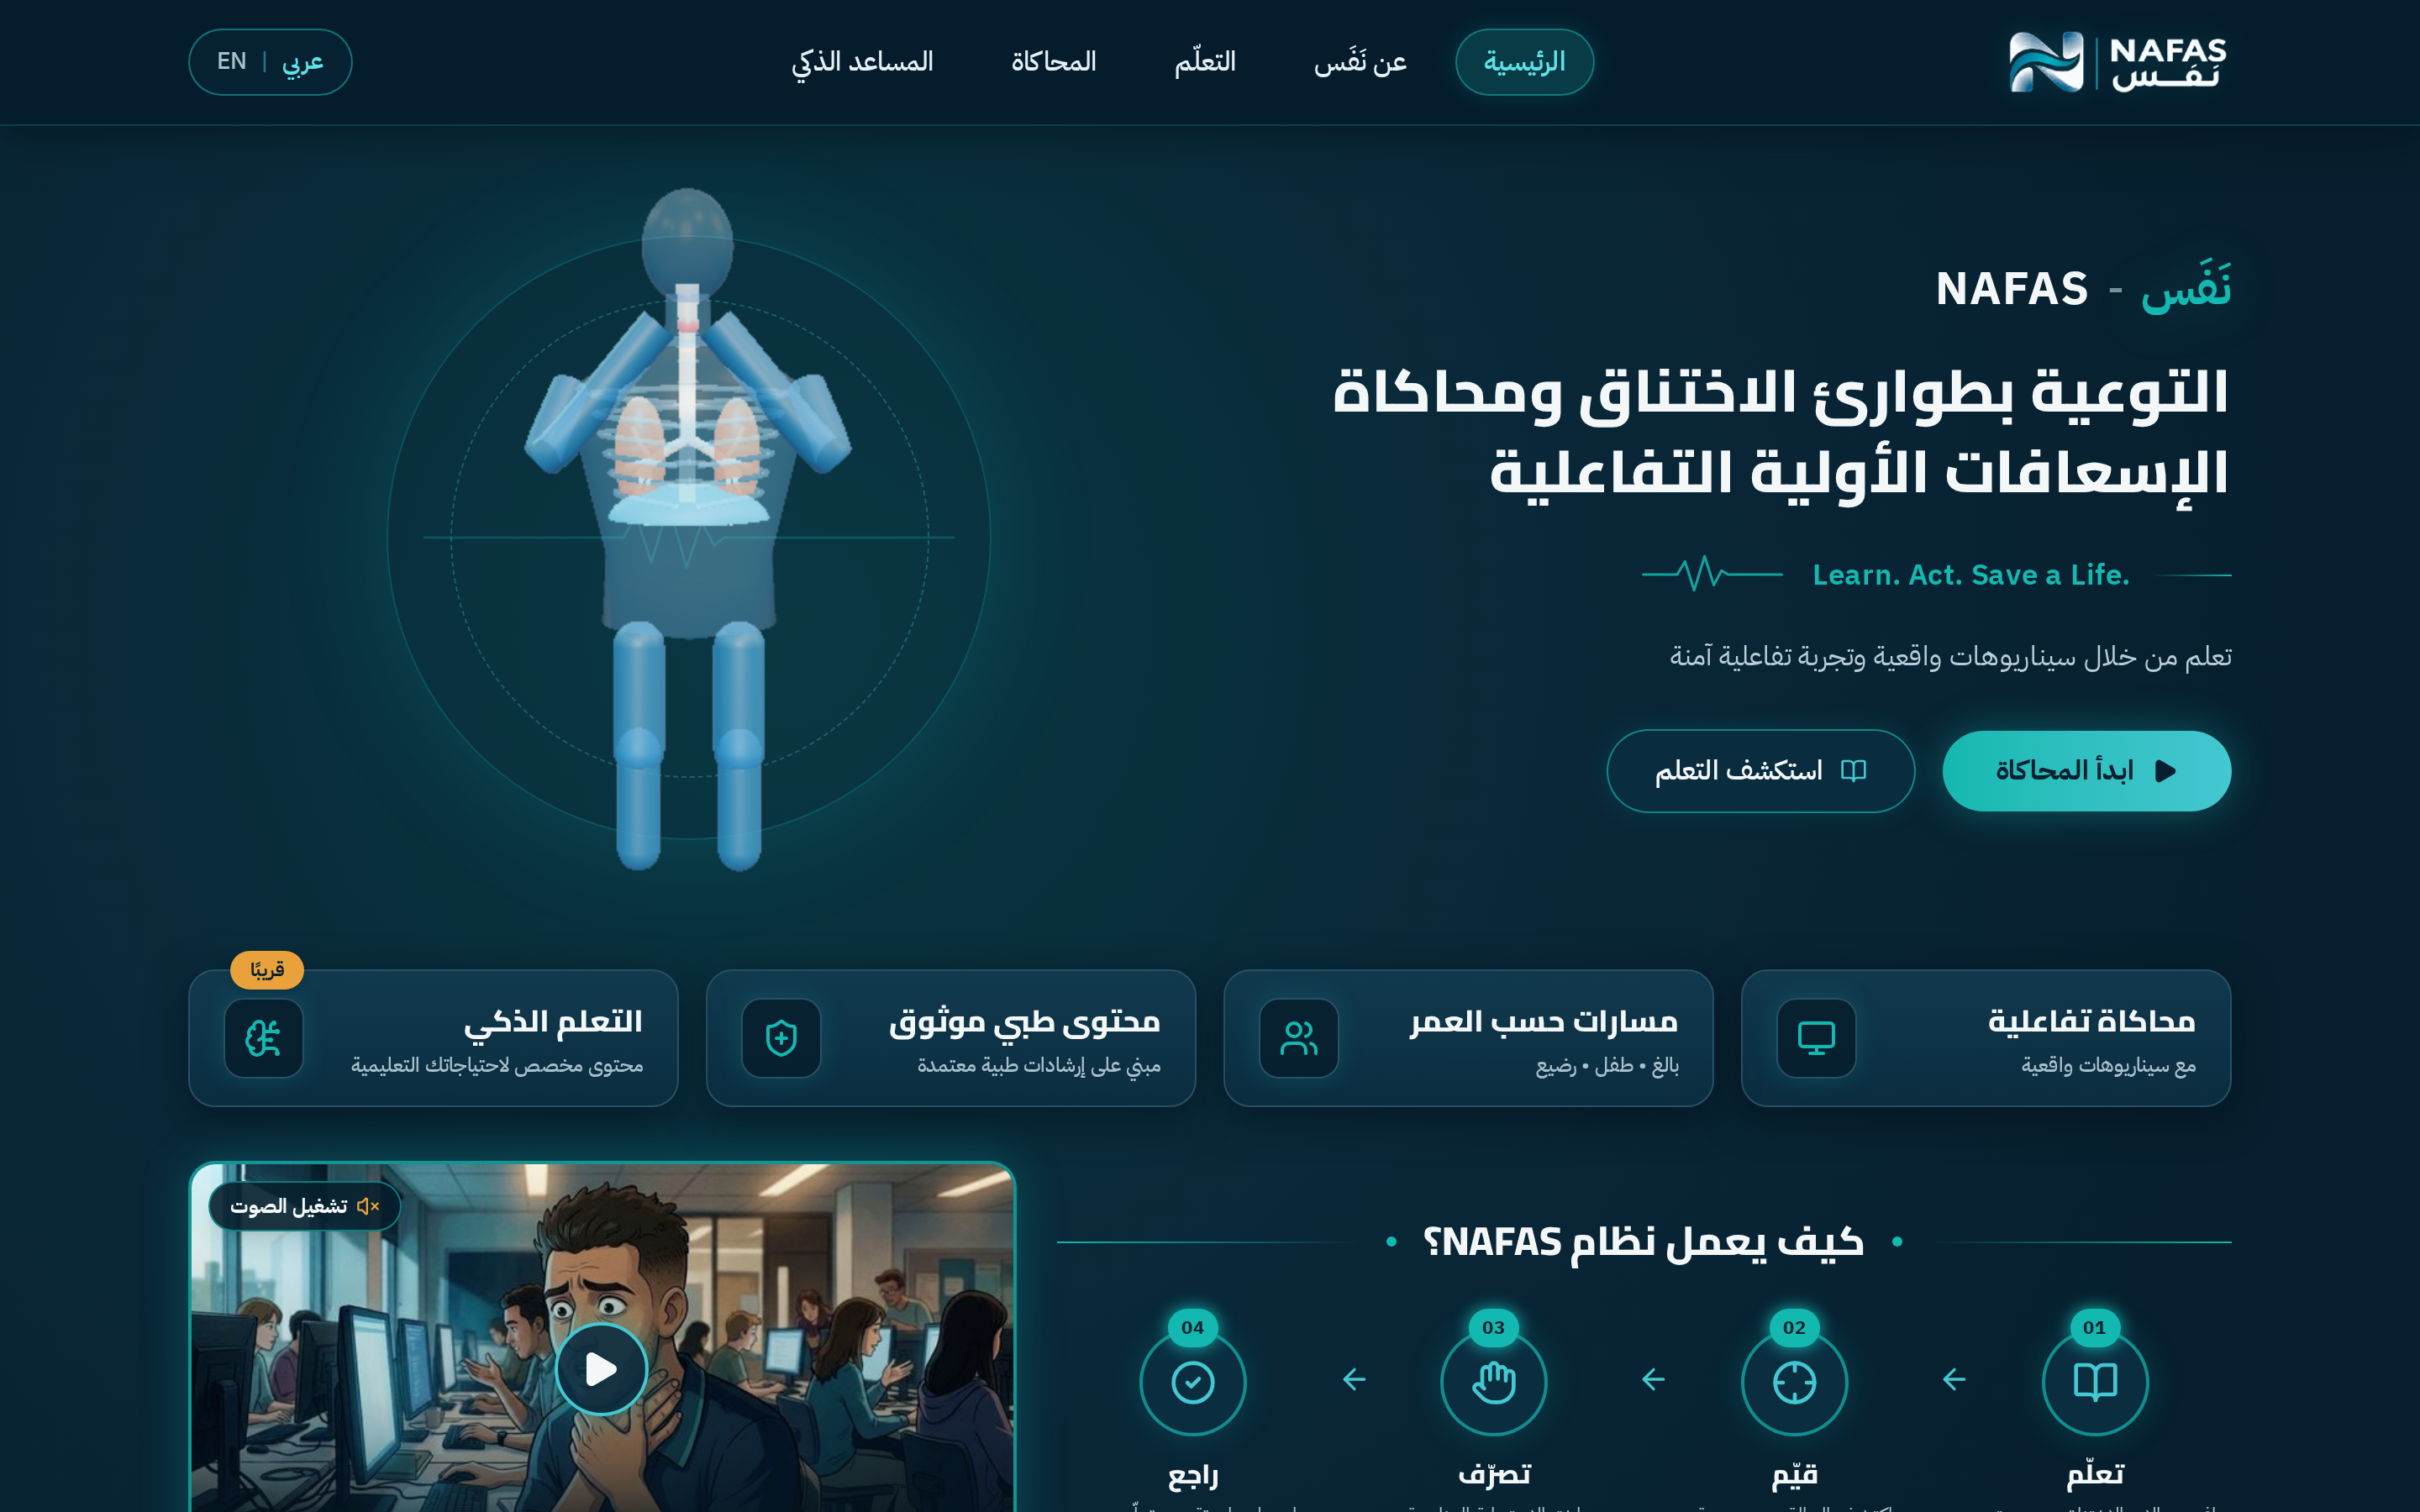 NAFAS
نَفَس
الرئيسية
عن نَفَس
التعلّم
المحاكاة
المساعد الذكي
عربي | EN
نَفَس - NAFAS
التوعية بطوارئ الاختناق ومحاكاة
الإسعافات الأولية التفاعلية
Learn. Act. Save a Life.
تعلم من خلال سيناريوهات واقعية وتجربة تفاعلية آمنة
ابدأ المحاكاة
استكشف التعلم
محاكاة تفاعلية
مع سيناريوهات واقعية
مسارات حسب العمر
بالغ • طفل • رضيع
محتوى طبي موثوق
مبني على إرشادات طبية معتمدة
قريبًا
التعلم الذكي
محتوى مخصص لاحتياجاتك التعليمية
كيف يعمل نظام NAFAS؟
01
تعلّم
02
قيّم
03
تصرّف
04
راجع
تشغيل الصوت